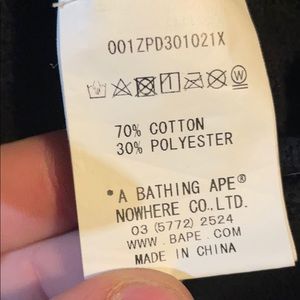 001ZPD301021X
70% COTTON
30% POLYESTER
*A BATHING APE®
NOWHERE CO.,LTD.
03 (5772) 2524
WWW.BAPE.COM
MADE IN CHINA